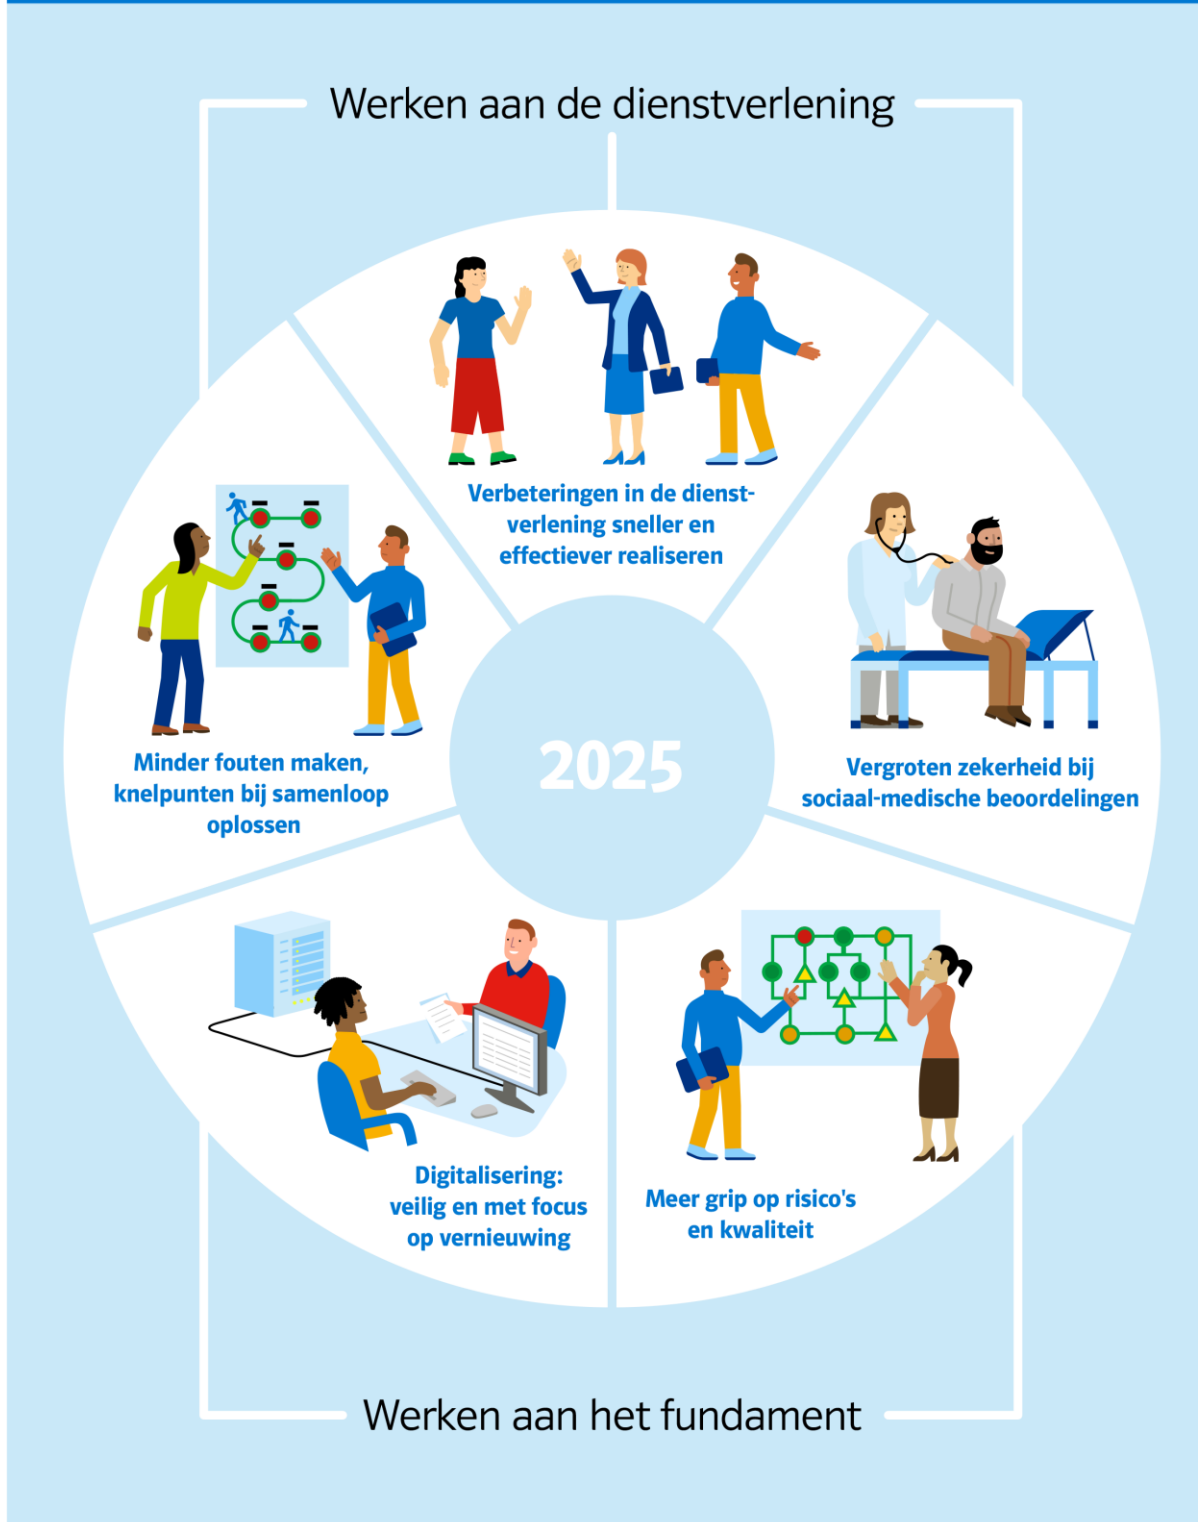 Werken aan de dienstverlening
Verbeteringen in de dienst-
verlening sneller en
effectiever realiseren
Minder fouten maken,
knelpunten bij samenloop
oplossen
2025
Vergroten zekerheid bij
sociaal-medische beoordelingen
Digitalisering:
veilig en met focus
op vernieuwing
Meer grip op risico's
en kwaliteit
Werken aan het fundament